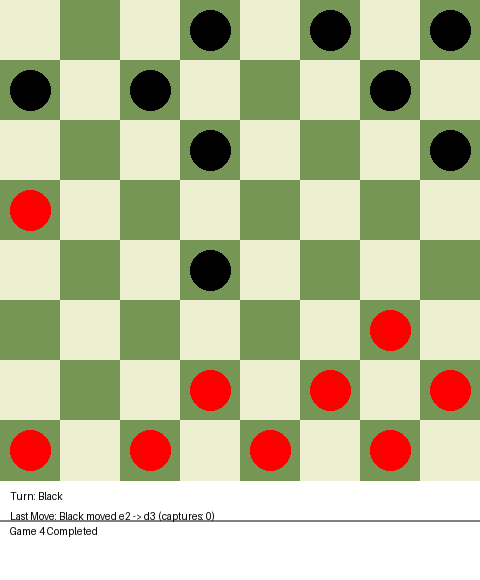 Turn: Black
Last Move: Black moved e2 -> d3 (captures: 0)
Game 4 Completed